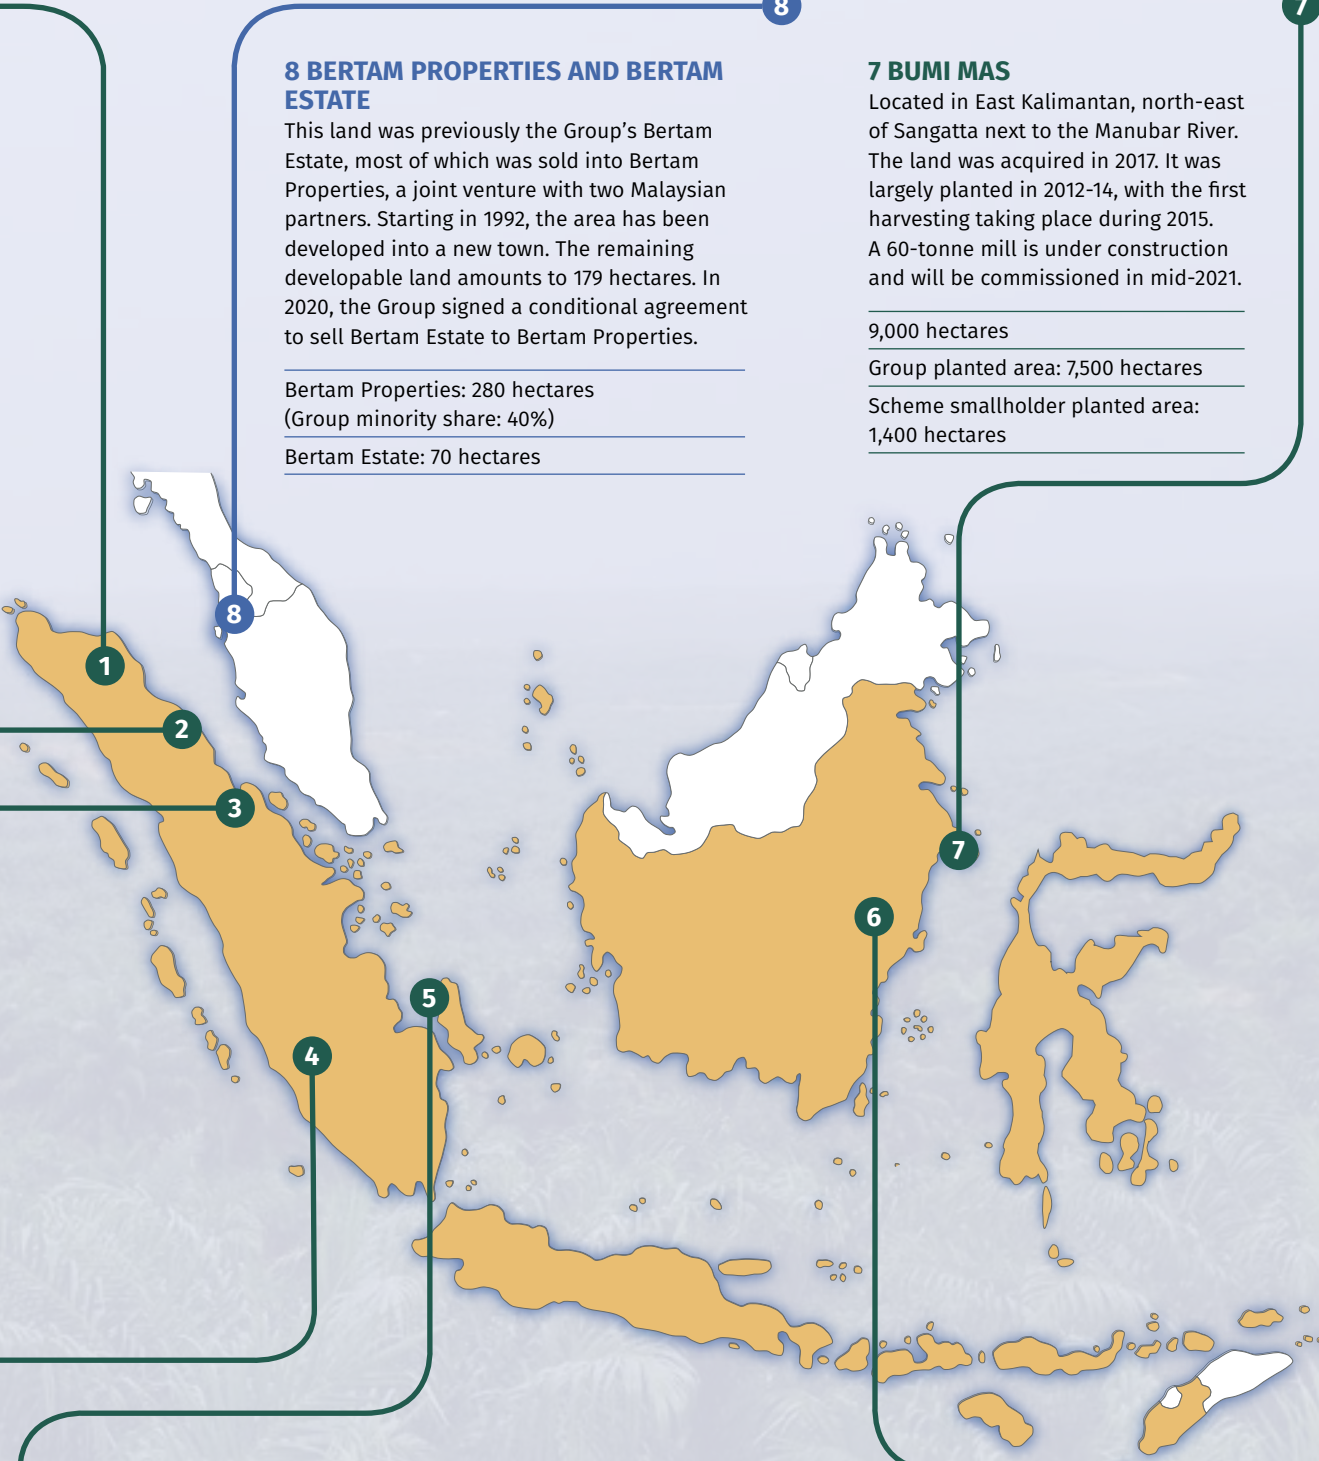 8
7
8 BERTAM PROPERTIES AND BERTAM
ESTATE
This land was previously the Group’s Bertam
Estate, most of which was sold into Bertam
Properties, a joint venture with two Malaysian
partners. Starting in 1992, the area has been
developed into a new town. The remaining
developable land amounts to 179 hectares. In
2020, the Group signed a conditional agreement
to sell Bertam Estate to Bertam Properties.
Bertam Properties: 280 hectares
(Group minority share: 40%)
Bertam Estate: 70 hectares
7 BUMI MAS
Located in East Kalimantan, north-east
of Sangatta next to the Manubar River.
The land was acquired in 2017. It was
largely planted in 2012-14, with the first
harvesting taking place during 2015.
A 60-tonne mill is under construction
and will be commissioned in mid-2021.
9,000 hectares
Group planted area: 7,500 hectares
Scheme smallholder planted area:
1,400 hectares
8
1
2
3
7
6
5
4